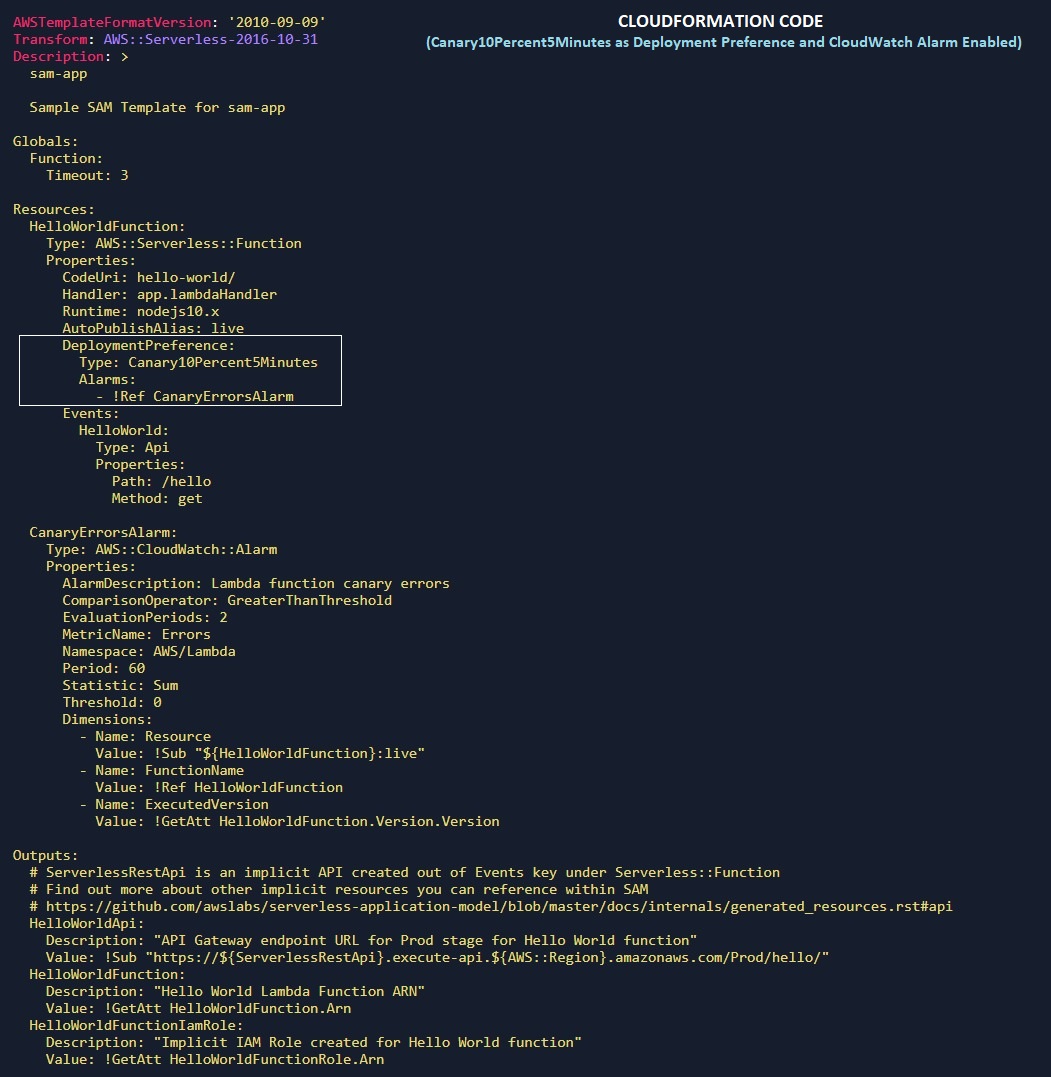 AWSTemplateFormatVersion: '2010-09-09'
CLOUDFORMATION CODE
Transform: AWS::Serverless-2016-10-31
(Canary10Percent5Minutes as Deployment Preference and CloudWatch Alarm Enabled)
Description: >
  sam-app

  Sample SAM Template for sam-app

Globals:
  Function:
    Timeout: 3

Resources:
  HelloWorldFunction:
    Type: AWS::Serverless::Function
    Properties:
      CodeUri: hello-world/
      Handler: app.lambdaHandler
      Runtime: nodejs10.x
      AutoPublishAlias: live
      DeploymentPreference:
        Type: Canary10Percent5Minutes
        Alarms:
          - !Ref CanaryErrorsAlarm
      Events:
        HelloWorld:
          Type: Api
          Properties:
            Path: /hello
            Method: get

  CanaryErrorsAlarm:
    Type: AWS::CloudWatch::Alarm
    Properties:
      AlarmDescription: Lambda function canary errors
      ComparisonOperator: GreaterThanThreshold
      EvaluationPeriods: 2
      MetricName: Errors
      Namespace: AWS/Lambda
      Period: 60
      Statistic: Sum
      Threshold: 0
      Dimensions:
        - Name: Resource
          Value: !Sub "${HelloWorldFunction}:live"
        - Name: FunctionName
          Value: !Ref HelloWorldFunction
        - Name: ExecutedVersion
          Value: !GetAtt HelloWorldFunction.Version.Version

Outputs:
  # ServerlessRestApi is an implicit API created out of Events key under Serverless::Function
  # Find out more about other implicit resources you can reference within SAM
  # https://github.com/awslabs/serverless-application-model/blob/master/docs/internals/generated_resources.rst#api
  HelloWorldApi:
    Description: "API Gateway endpoint URL for Prod stage for Hello World function"
    Value: !Sub "https://${ServerlessRestApi}.execute-api.${AWS::Region}.amazonaws.com/Prod/hello/"
  HelloWorldFunction:
    Description: "Hello World Lambda Function ARN"
    Value: !GetAtt HelloWorldFunction.Arn
  HelloWorldFunctionIamRole:
    Description: "Implicit IAM Role created for Hello World function"
    Value: !GetAtt HelloWorldFunctionRole.Arn